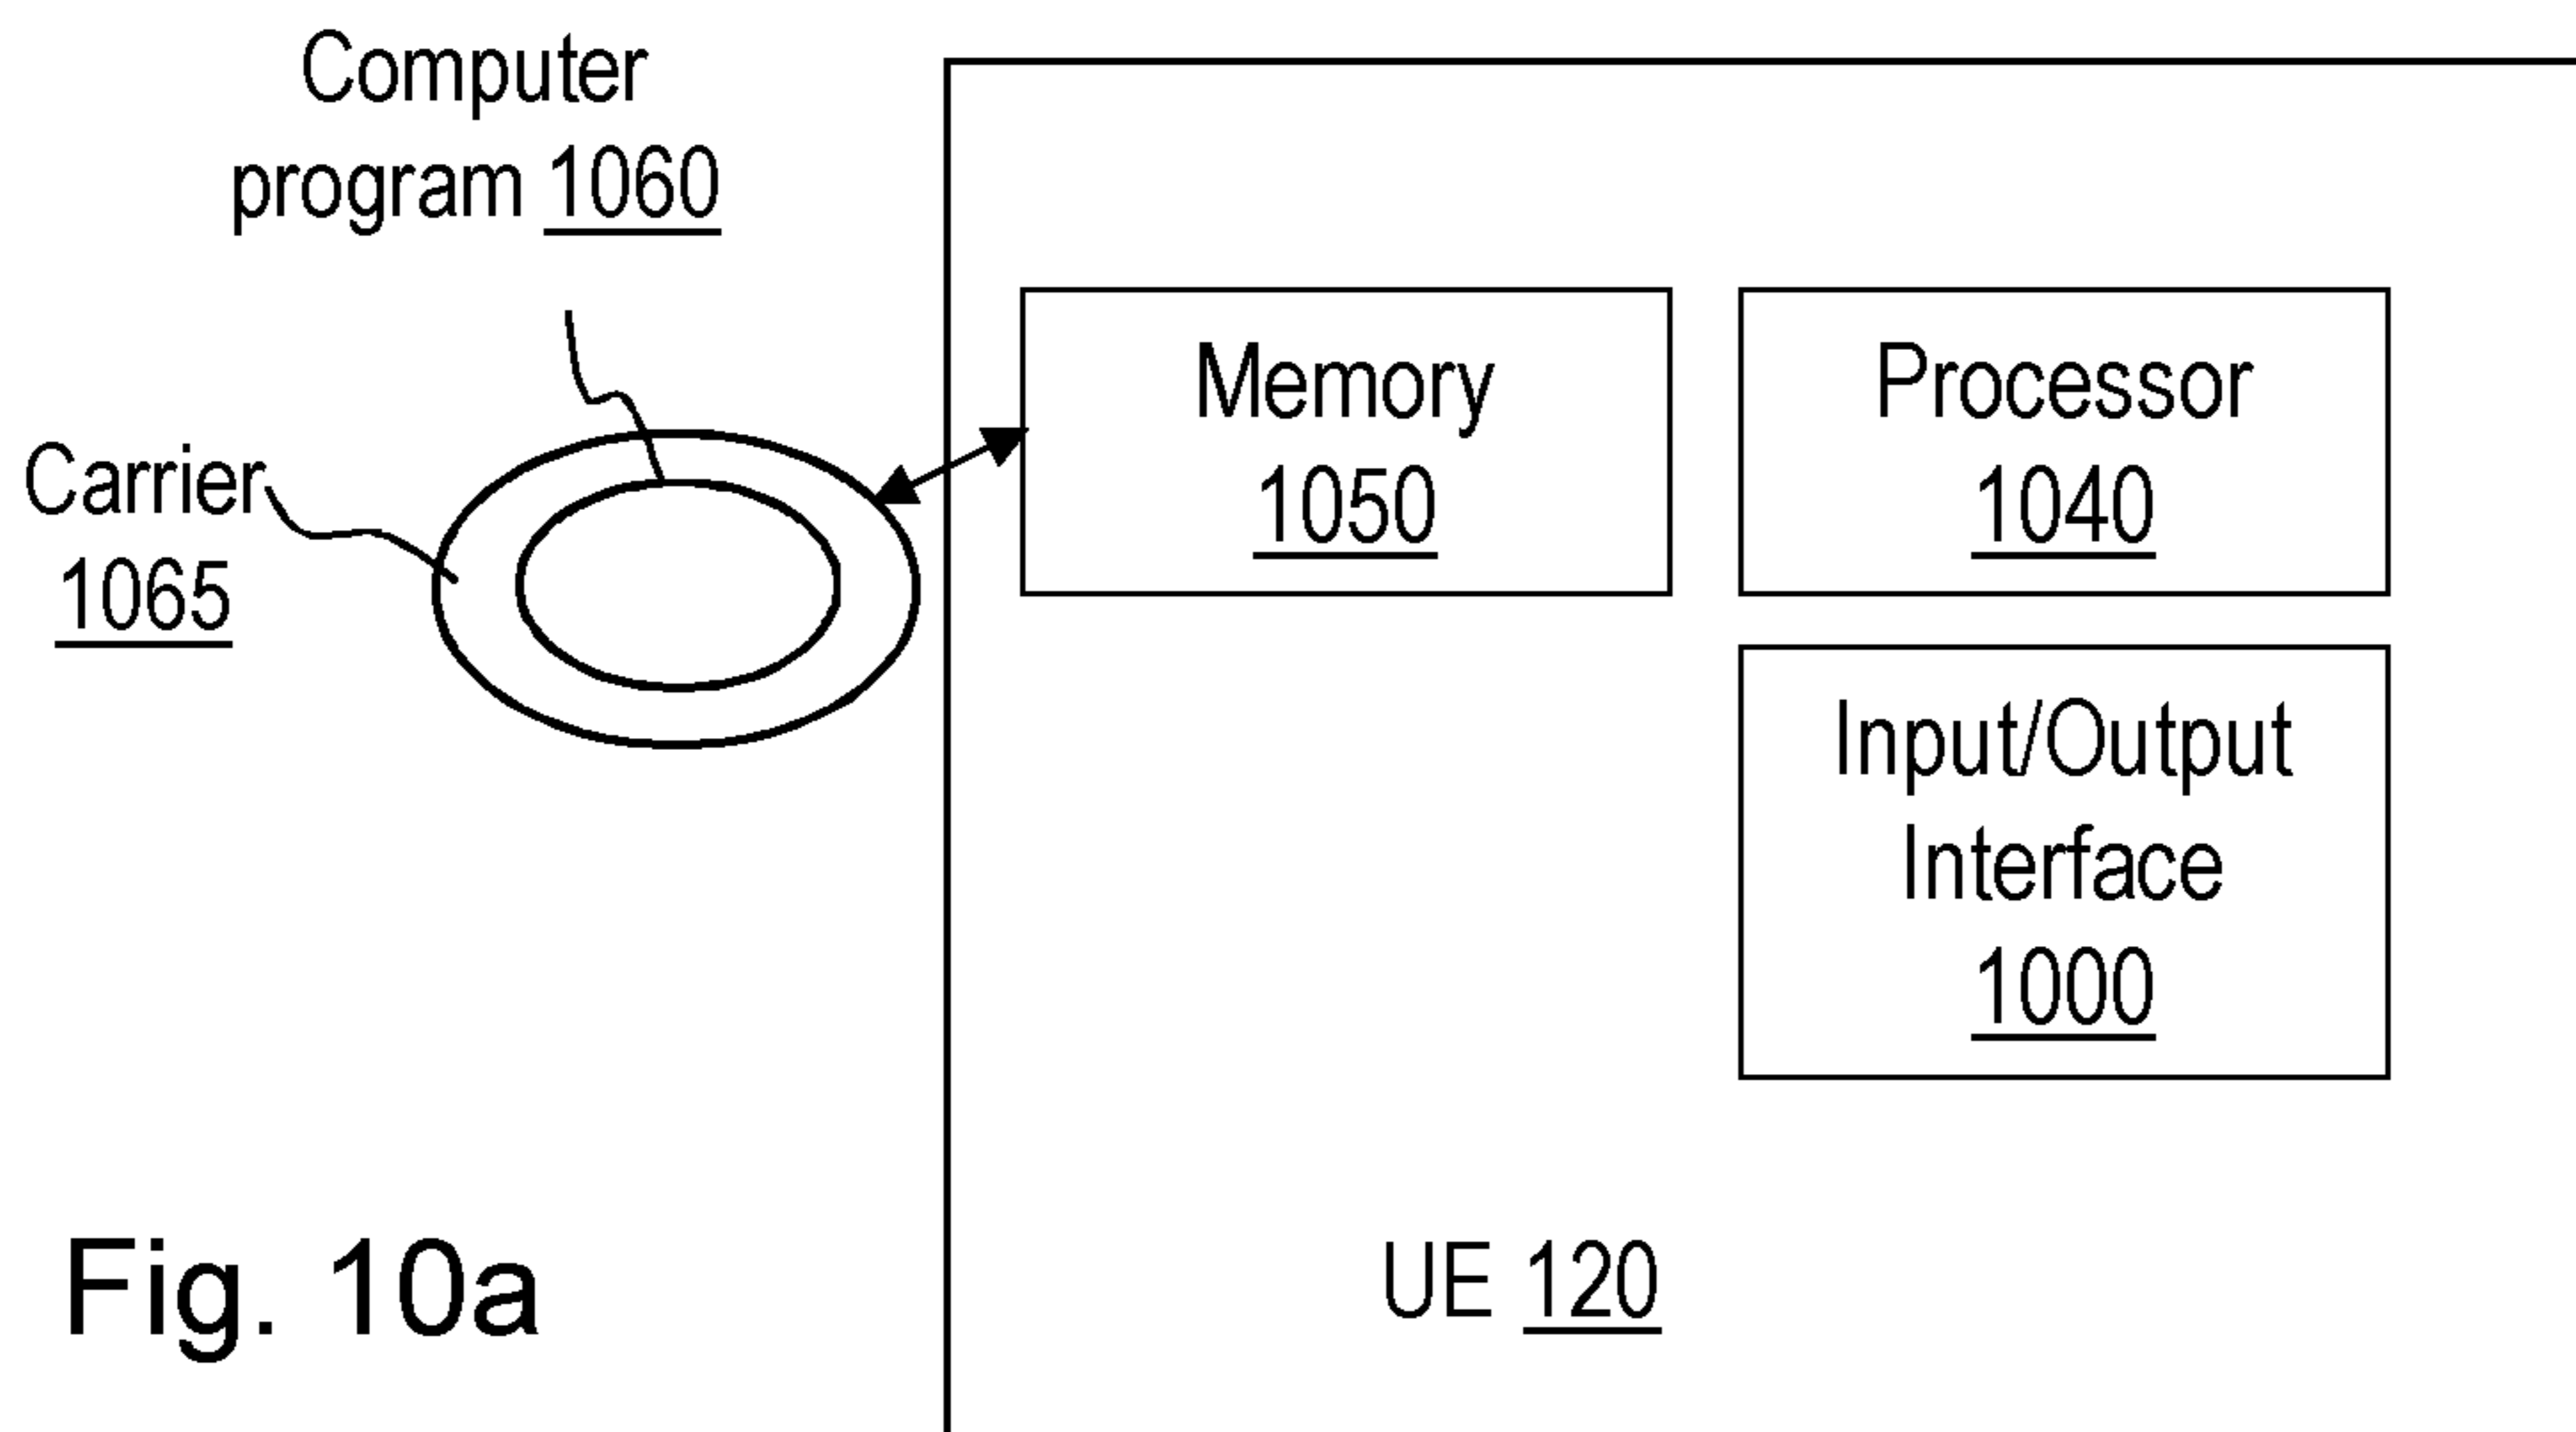 Computer
program 1060
Carrier
1065
Memory
1050
Processor
1040
Input/Output
Interface
1000
UE 120
Fig. 10a